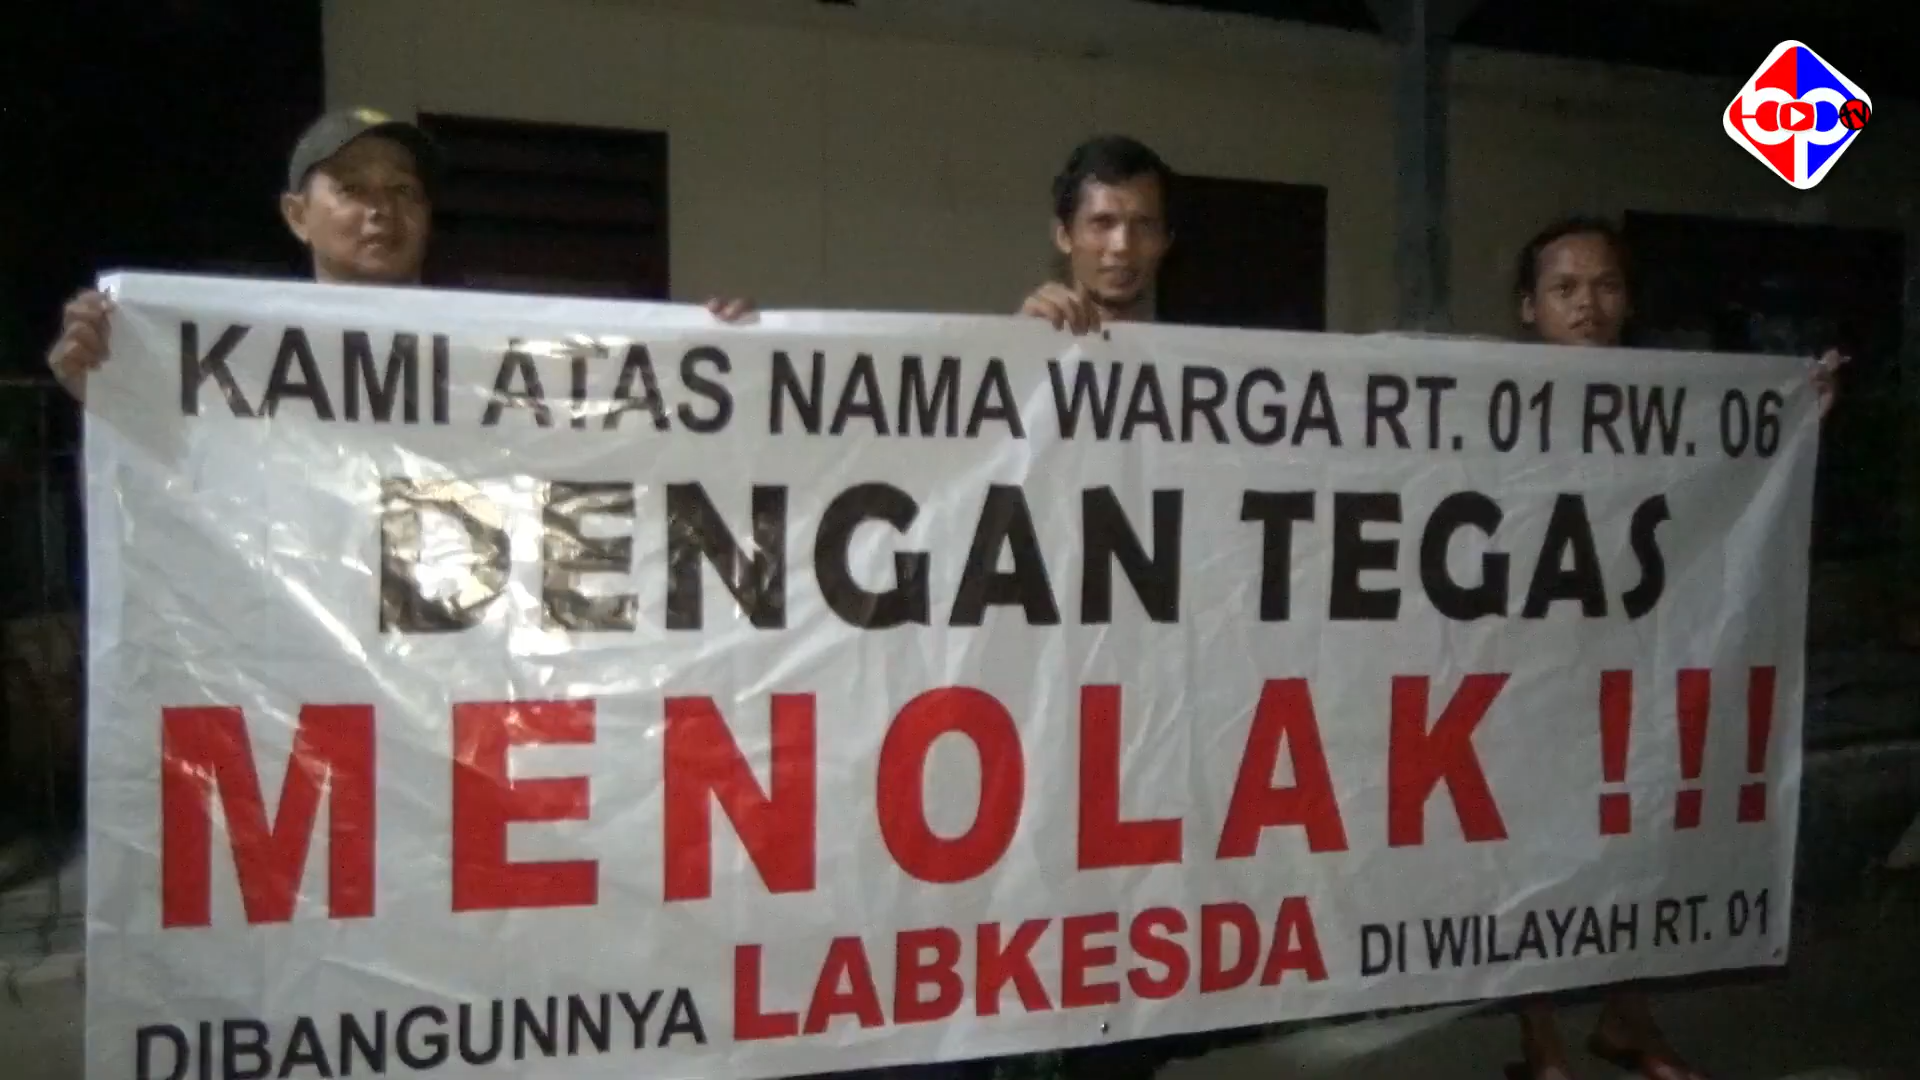 KAMI ATAS NAMA WARGA RT. 01 RW. 06
DENGAN TEGAS
MENOLAK !!!
DIBANGUNNYA LABKESDA DI WILAYAH RT. 01